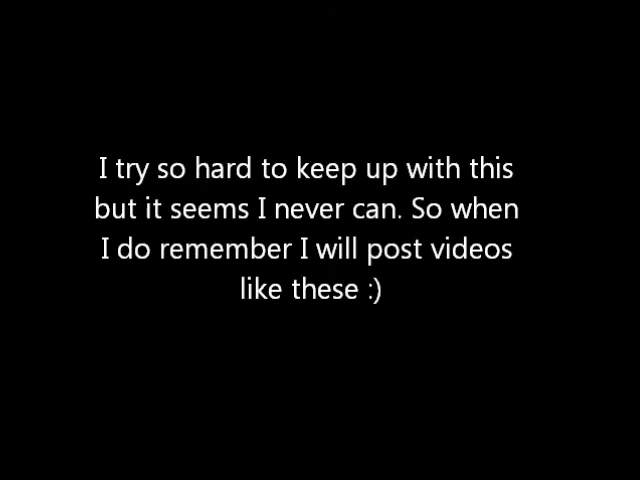 I try so hard to keep up with this
but it seems I never can. So when
I do remember I will post videos
like these :)